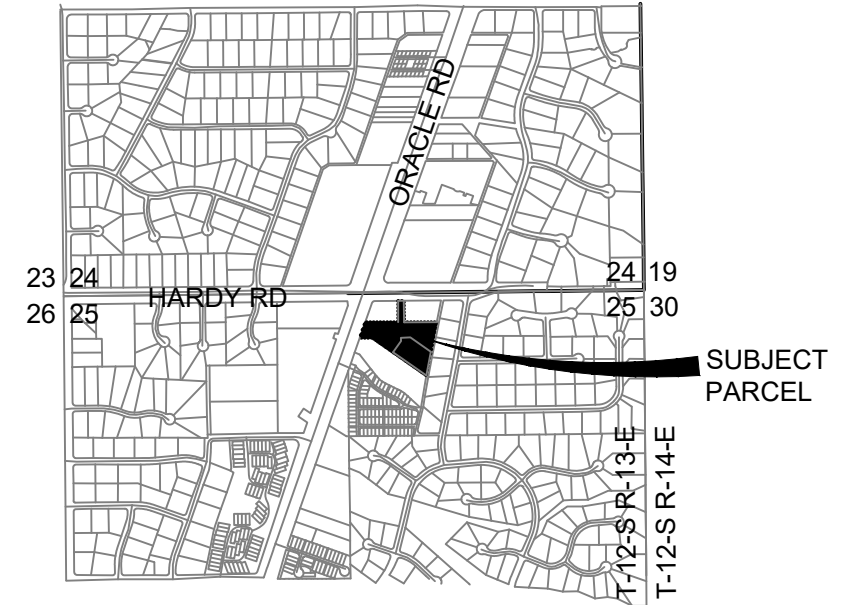 ORACLE RD
23 24
24 19
HARDY RD
26 25
25 30
SUBJECT
PARCEL
T-12-S R-13-E
T-12-S R-14-E